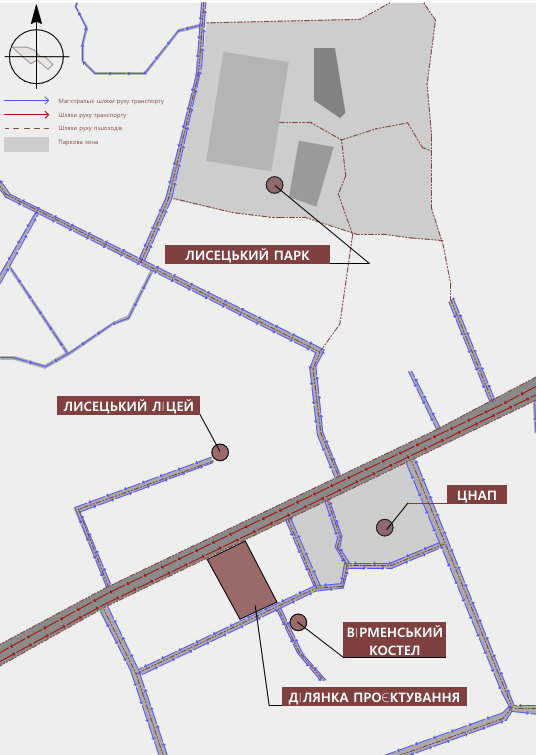 Магістральні шляхи руху транспорту
Шляхи руху транспорту
Шляхи руху пішоходів
Паркова зона
ЛИСЕЦЬКИЙ ПАРК
ЛИСЕЦЬКИЙ ЛІЦЕЙ
ЦНАП
ВІРМЕНСЬКИЙ
КОСТЕЛ
ДІЛЯНКА ПРОЄКТУВАННЯ